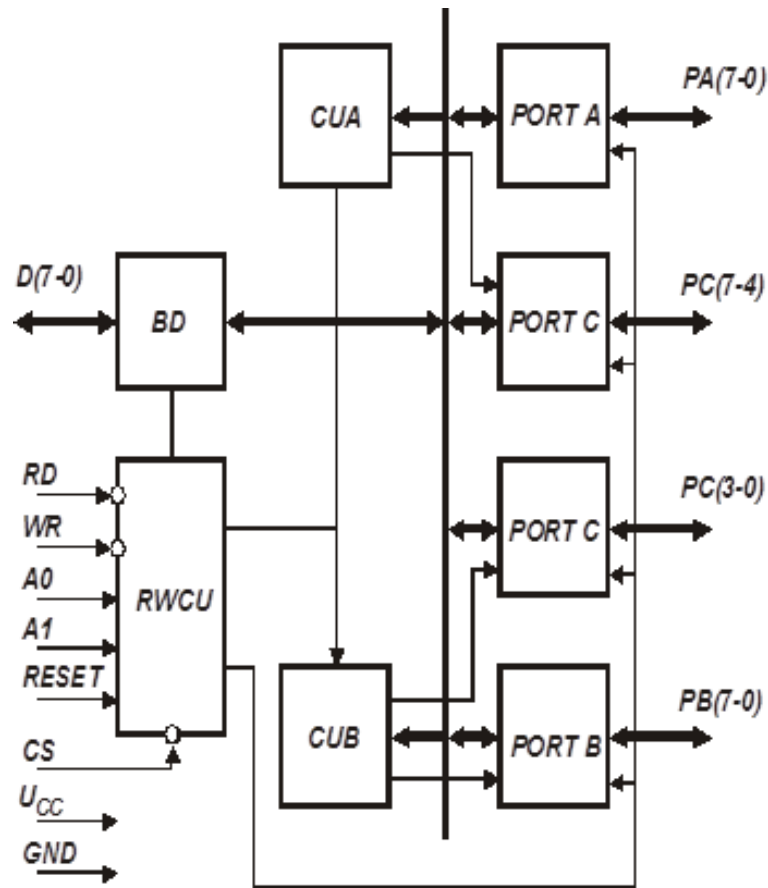 CUA
PORT A
PA(7-0)
D(7-0)
BD
PORT C
PC(7-4)
RD
WR
A0
A1
RESET
RWCU
PORT C
PC(3-0)
CS
CUB
PORT B
PB(7-0)
UCC
GND